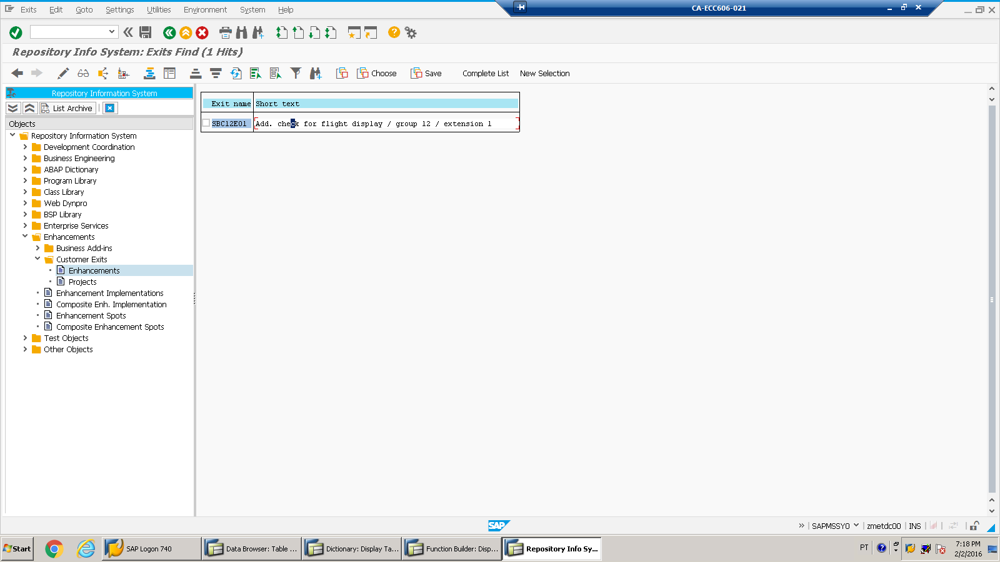 Exits Edit Goto Settings Utilities Environment System Help
CA-ECC606-021
Repository Info System: Exits Find (1 Hits)
Choose Save Complete List New Selection
Repository Information System
List Archive
Objects
Repository Information System
Development Coordination
Business Engineering
ABAP Dictionary
Program Library
Class Library
Web Dynpro
BSP Library
Enterprise Services
Enhancements
Business Add-ins
Customer Exits
Enhancements
Projects
Enhancement Implementations
Composite Enh. Implementation
Enhancement Spots
Composite Enhancement Spots
Test Objects
Other Objects
Exit name Short text
SBC12E01 Add. check for flight display / group 12 / extension 1
SAP
SAPMSSY0 zmetdc00 INS
Start
SAP Logon 740
Data Browser: Table ...
Dictionary: Display Ta...
Function Builder: Disp...
Repository Info Sy...
PT
7:18 PM
2/2/2016